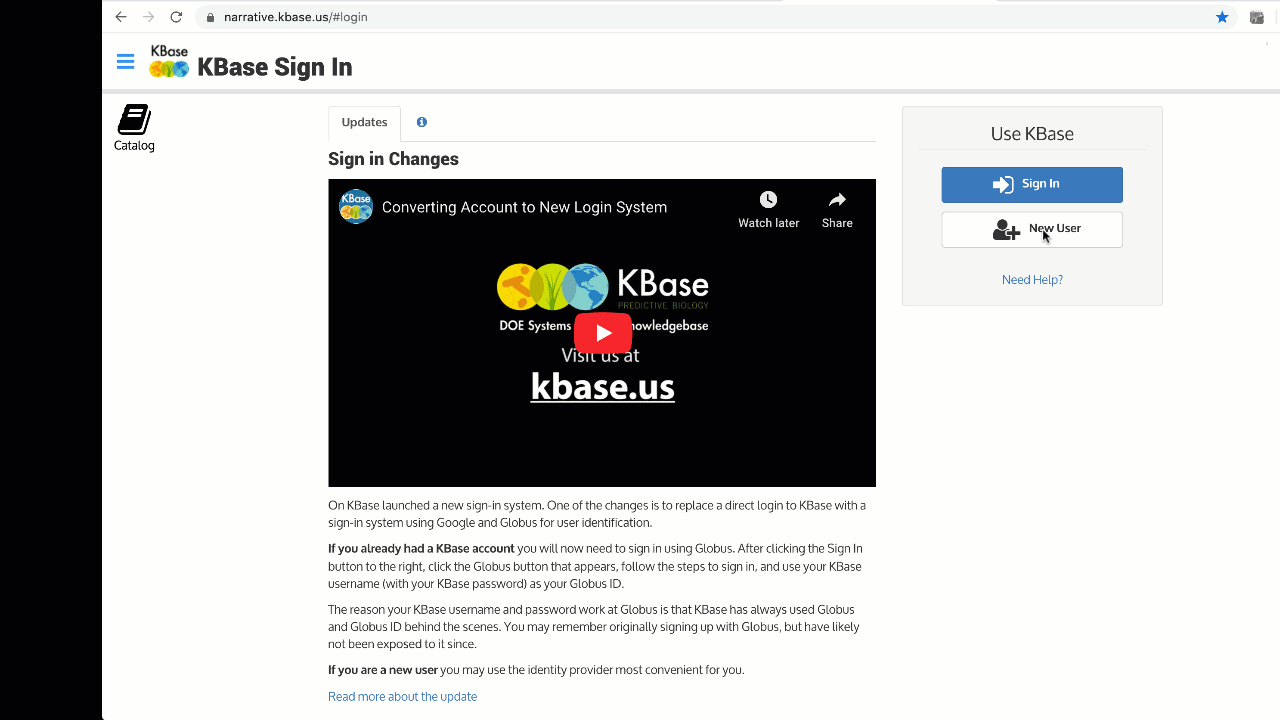 narrative.kbase.us/#login
KBase
KBase Sign In
Catalog
Updates
Sign in Changes
KBase
Converting Account to New Login System
Watch later
Share
KBase
PREDICTIVE BIOLOGY
DOE Systems nowledgebase
Visit us at
kbase.us
On KBase launched a new sign-in system. One of the changes is to replace a direct login to KBase with a
sign-in system using Google and Globus for user identification.
If you already had a KBase account you will now need to sign in using Globus. After clicking the Sign In
button to the right, click the Globus button that appears, follow the steps to sign in, and use your KBase
username (with your KBase password) as your Globus ID.
The reason your KBase username and password work at Globus is that KBase has always used Globus
and Globus ID behind the scenes. You may remember originally signing up with Globus, but have likely
not been exposed to it since.
If you are a new user you may use the identity provider most convenient for you.
Read more about the update
Use KBase
Sign In
New User
Need Help?